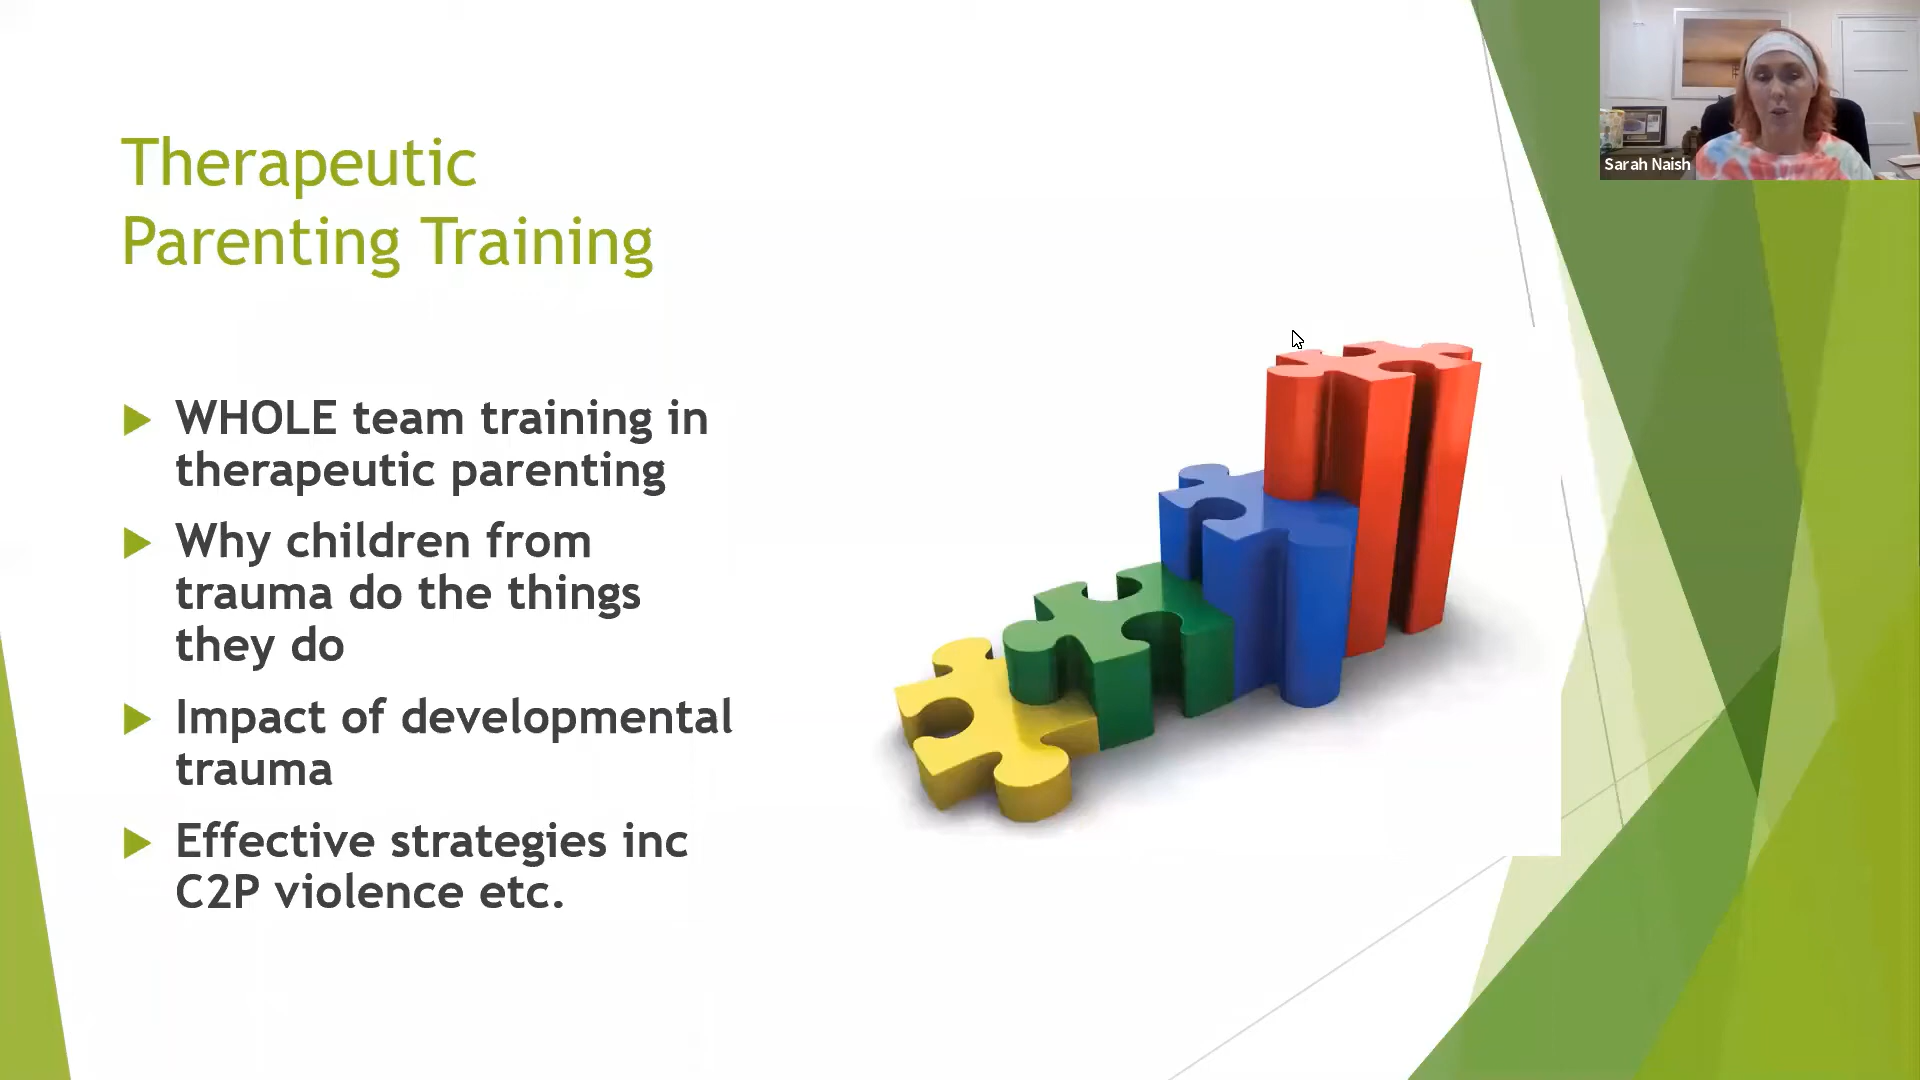 Therapeutic
Parenting Training
WHOLE team training in
therapeutic parenting
Why children from
trauma do the things
they do
Impact of developmental
trauma
Effective strategies inc
C2P violence etc.
Sarah Naish